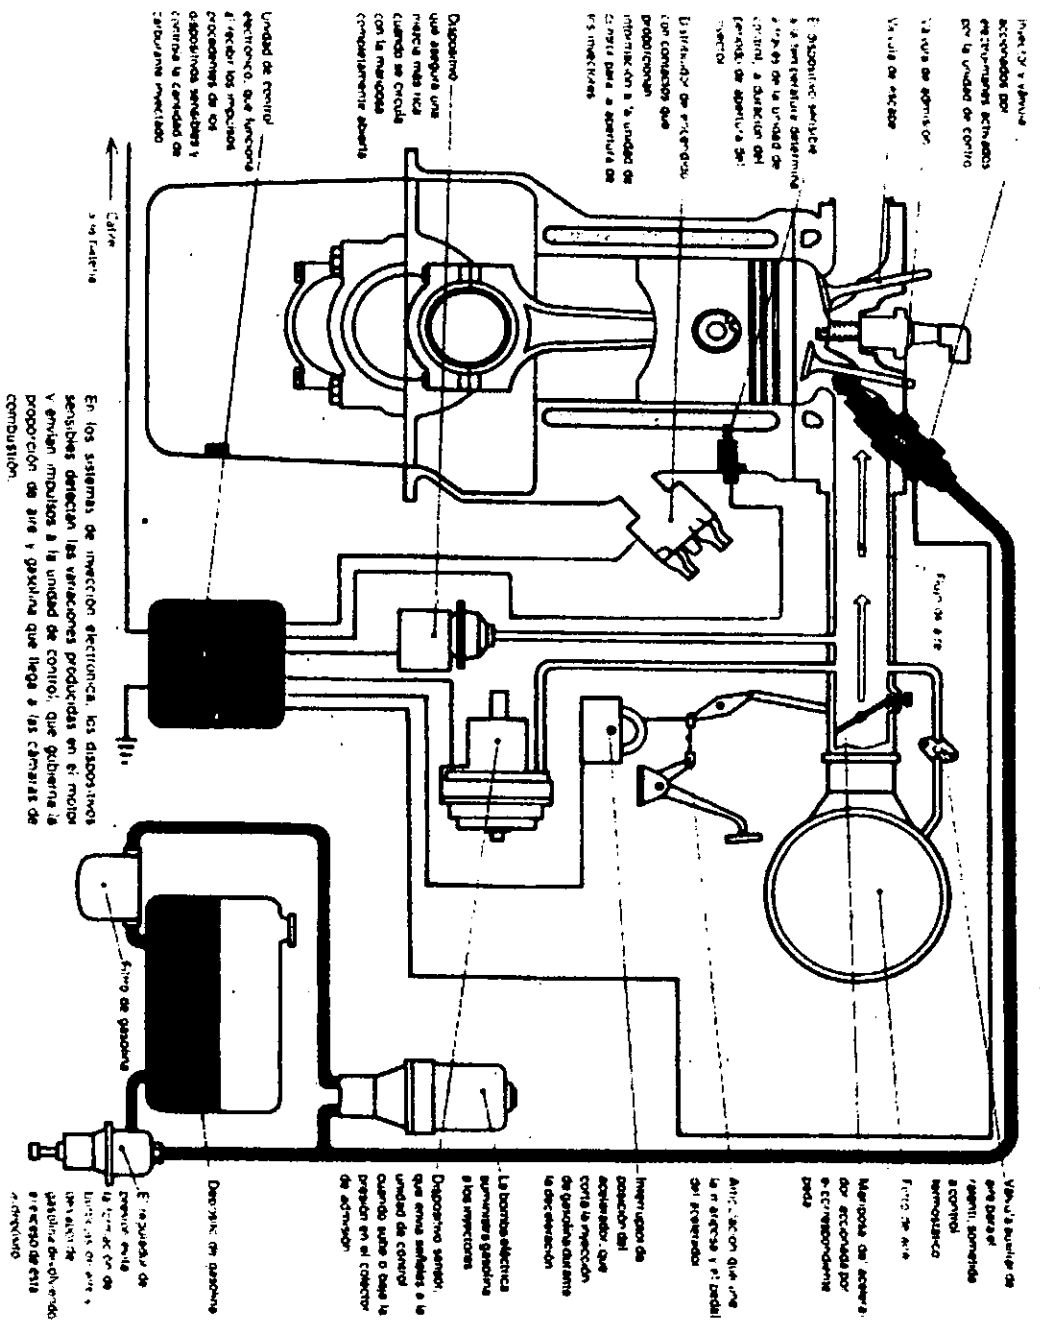 Inyector y válvula
accionados por
electroimanes activados
por la unidad de control
Válvula de admisión
Válvula de escape
El dispositivo sensible
a la temperatura determina
a través de la unidad de
control, la duración del
período de apertura del
inyector
Distribuidor de encendido
con contactos que
proporcionan
información a la unidad de
control para la apertura de
los inyectores
Dispositivo
que asegura una
mezcla más rica
cuando se circula
con la mariposa
completamente abierta
Unidad de control
electrónico, que funciona
al recibir los impulsos
procedentes de los
dispositivos sensibles y
controla la cantidad de
carburante inyectado
Cable
a la batería
Flujo de aire
Filtro de gasolina
Válvula auxiliar de
aire para el
ralentí, sometida
a control
termostático
Filtro de aire
Mariposa de acelera-
dor accionada por
el correspondiente
pedal
Articulación que une
la mariposa y el pedal
del acelerador
Interruptor de
posición del
acelerador, que
corta la inyección
de gasolina durante
la deceleración
La bomba eléctrica
suministra gasolina
a los inyectores
Dispositivo sensor,
que envía señales a la
unidad de control
cuando sube o baja la
presión en el colector
de admisión
Depósito de gasolina
El regulador de
presión evita
la formación de
burbujas de aire y
gasolina devolviendo
el exceso de esta
a depósito
En los sistemas de inyección electrónica, los dispositivos
sensibles detectan las variaciones producidas en el motor
y envían impulsos a la unidad de control, que gobierna la
proporción de aire y gasolina que llega a las cámaras de
combustión.